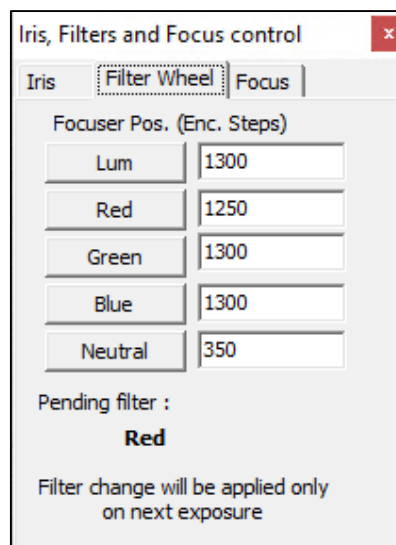 Iris, Filters and Focus control x
Iris Filter Wheel Focus
Focuser Pos. (Enc. Steps)
Lum 1300
Red 1250
Green 1300
Blue 1300
Neutral 350
Pending filter :
Red
Filter change will be applied only
on next exposure